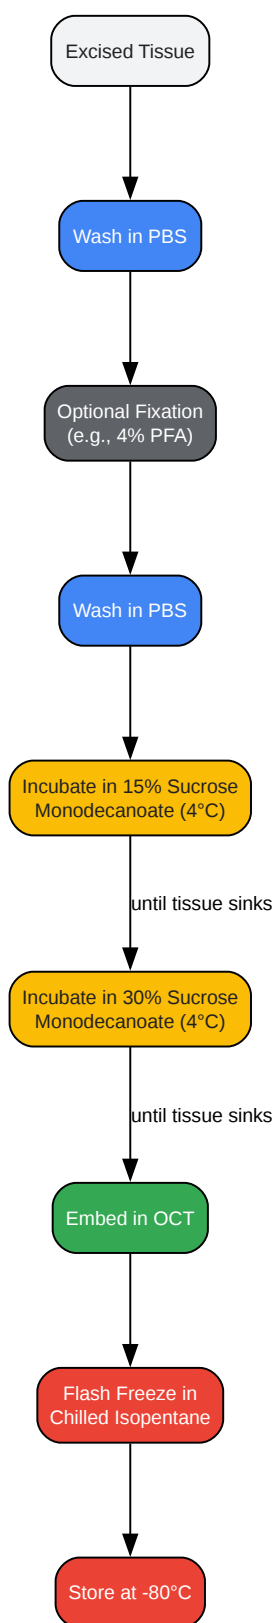 Excised Tissue
Wash in PBS
Optional Fixation
(e.g., 4% PFA)
Wash in PBS
Incubate in 15% Sucrose
Monodecanoate (4°C)
until tissue sinks
Incubate in 30% Sucrose
Monodecanoate (4°C)
until tissue sinks
Embed in OCT
Flash Freeze in
Chilled Isopentane
Store at -80°C